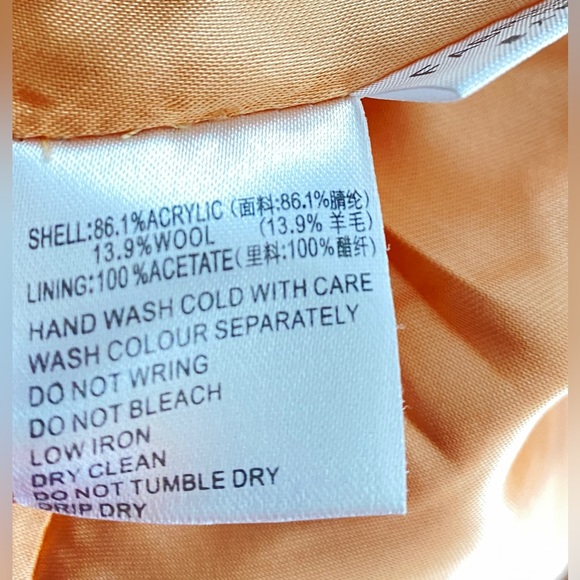 SHELL:86.1%ACRYLIC (面料:86.1%腈纶)
13.9%WOOL (13.9% 羊毛)
LINING:100%ACETATE(里料:100%醋纤)
HAND WASH COLD WITH CARE
WASH COLOUR SEPARATELY
DO NOT WRING
DO NOT BLEACH
LOW IRON
DRY CLEAN
DO NOT TUMBLE DRY
DRIP DRY